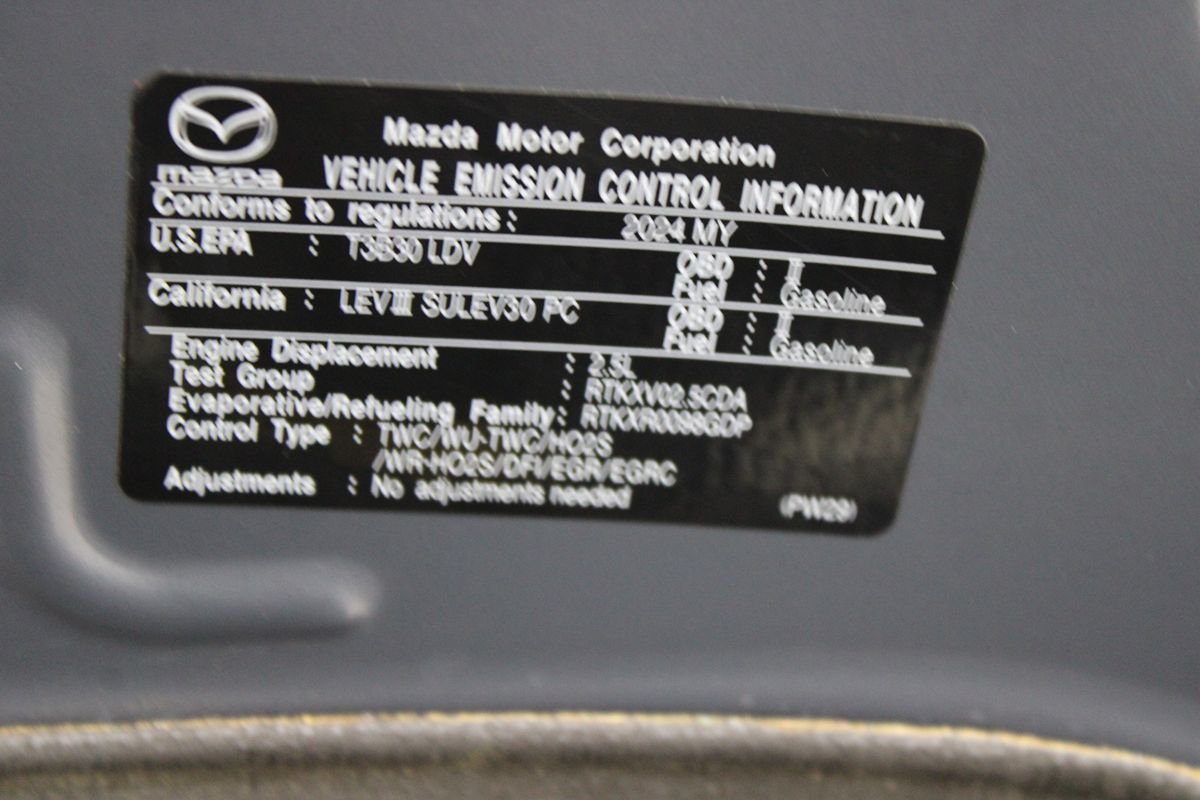 mazda
Mazda Motor Corporation
VEHICLE EMISSION CONTROL INFORMATION
Conforms to regulations: 2024 MY
U.S.EPA : T3B30 LDV OBD : II
Fuel : Gasoline
California : LEVIII SULEV30 PC OBD : II
Fuel : Gasoline
Engine Displacement : 2.5L
Test Group : RTKXV02.5CDA
Evaporative/Refueling Family : RTKXR0098GDP
Control Type : TWC/WU-TWC/HO2S
/WR-HO2S/DFI/EGR/EGRC
Adjustments : No adjustments needed
(PW29)